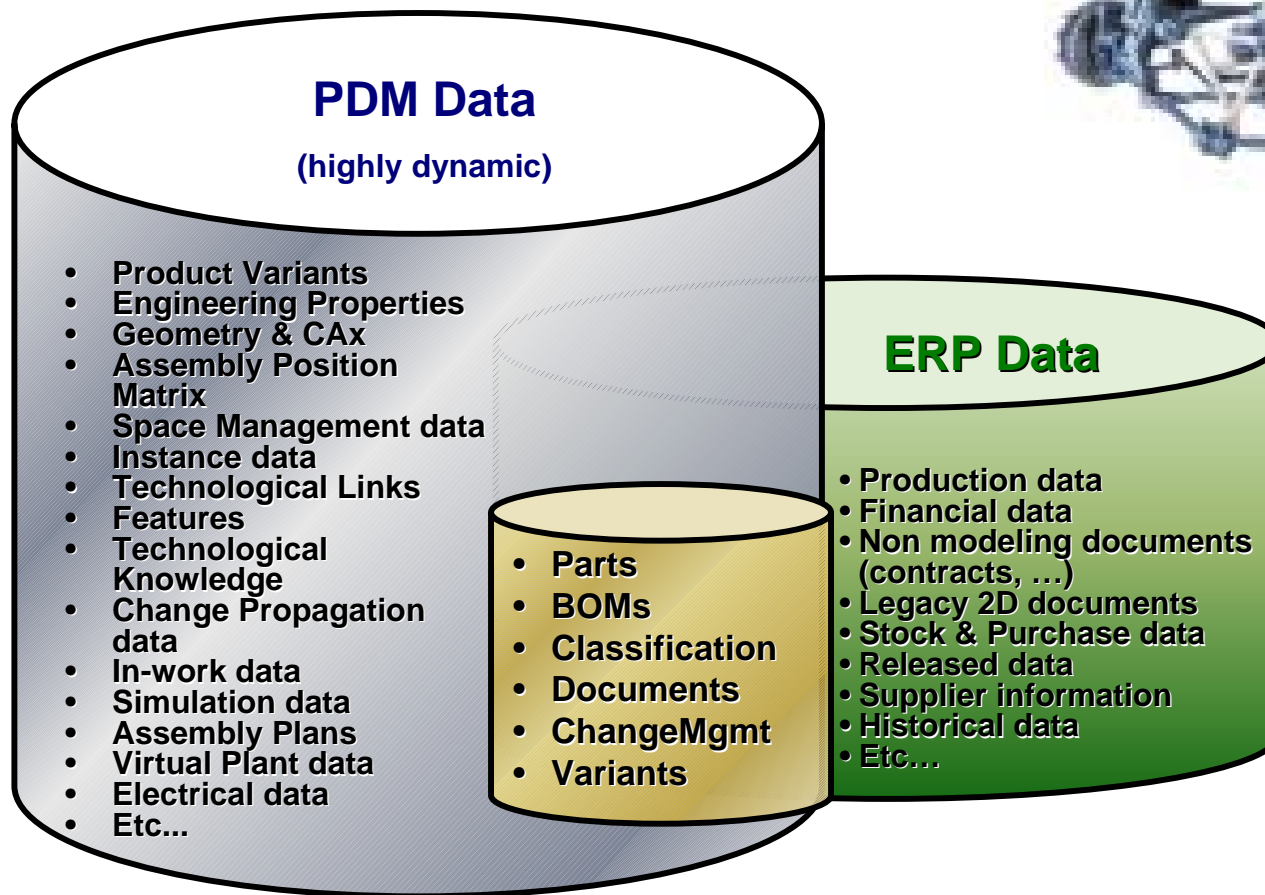 PDM Data
(highly dynamic)
• Product Variants
• Engineering Properties
• Geometry & CAx
• Assembly Position
Matrix
• Space Management data
• Instance data
• Technological Links
• Features
• Technological
Knowledge
• Change Propagation
data
• In-work data
• Simulation data
• Assembly Plans
• Virtual Plant data
• Electrical data
• Etc...
• Parts
• BOMs
• Classification
• Documents
• ChangeMgmt
• Variants
ERP Data
• Production data
• Financial data
• Non modeling documents
(contracts, …)
• Legacy 2D documents
• Stock & Purchase data
• Released data
• Supplier information
• Historical data
• Etc…